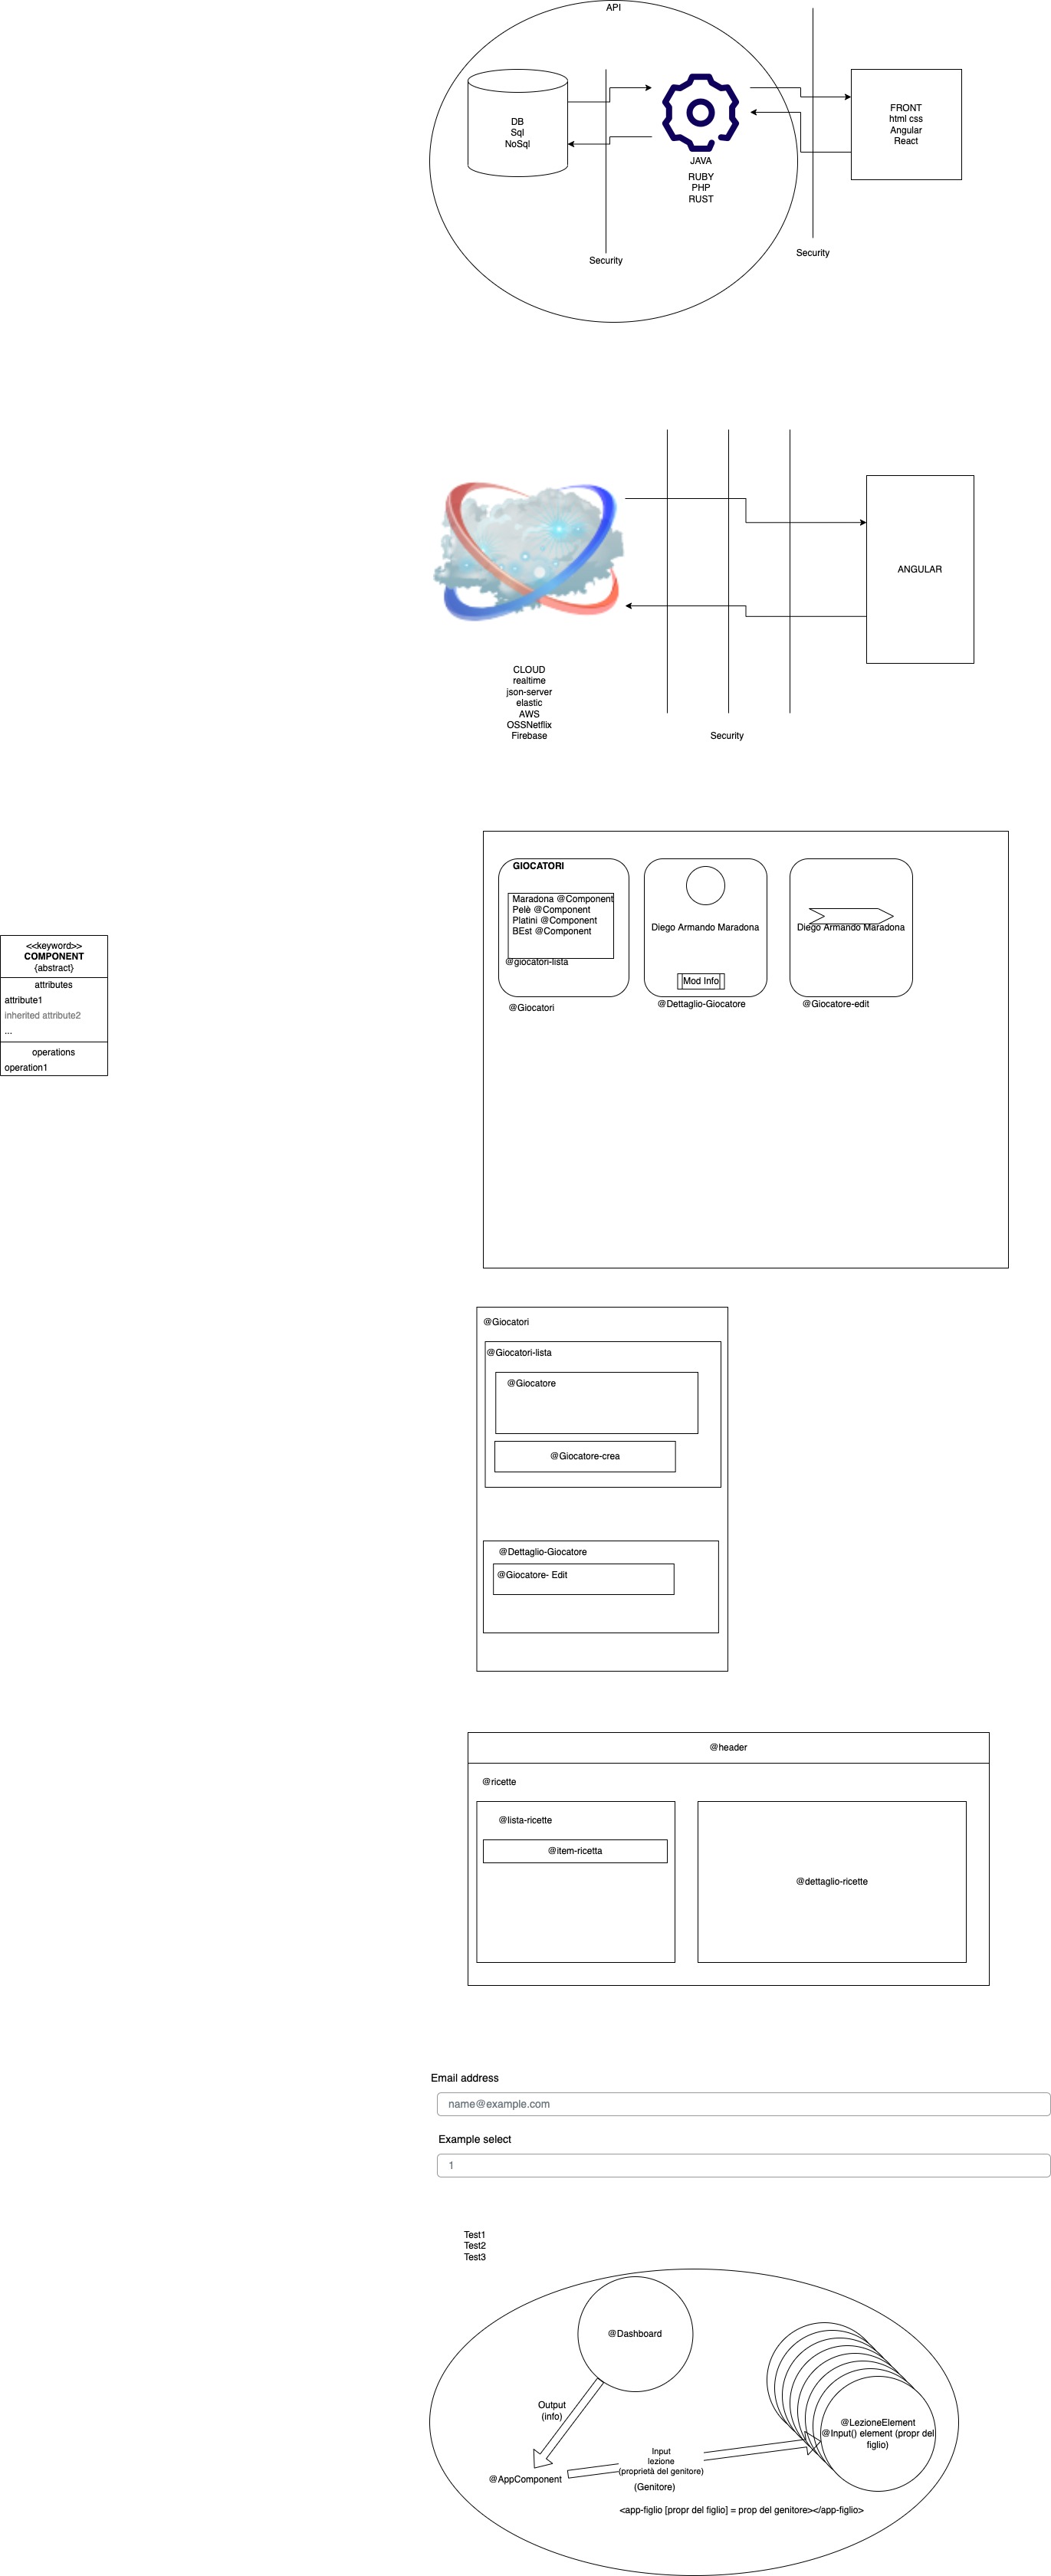 API
DB
Sql
NoSql
JAVA
RUBY
PHP
RUST
FRONT
html css
Angular
React
Security
Security
ANGULAR
CLOUD
realtime
json-server
elastic
AWS
OSSNetflix
Firebase
Security
<<keyword>>
COMPONENT
{abstract}
attributes
attribute1
inherited attribute2
...
operations
operation1
GIOCATORI
Maradona @Component
Pelè @Component
Platini @Component
BEst @Component
@giocatori-lista
@Giocatori
Diego Armando Maradona
Mod Info
@Dettaglio-Giocatore
Diego Armando Maradona
@Giocatore-edit
@Giocatori
@Giocatori-lista
@Giocatore
@Giocatore-crea
@Dettaglio-Giocatore
@Giocatore- Edit
@header
@ricette
@lista-ricette
@item-ricetta
@dettaglio-ricette
Email address
name@example.com
Example select
1
Test1
Test2
Test3
@Dashboard
Output
(info)
@AppComponent
Input
lezione
(proprietà del genitore)
(Genitore)
@LezioneElement
@Input() element (propr del
figlio)
<app-figlio [propr del figlio] = prop del genitore></app-figlio>